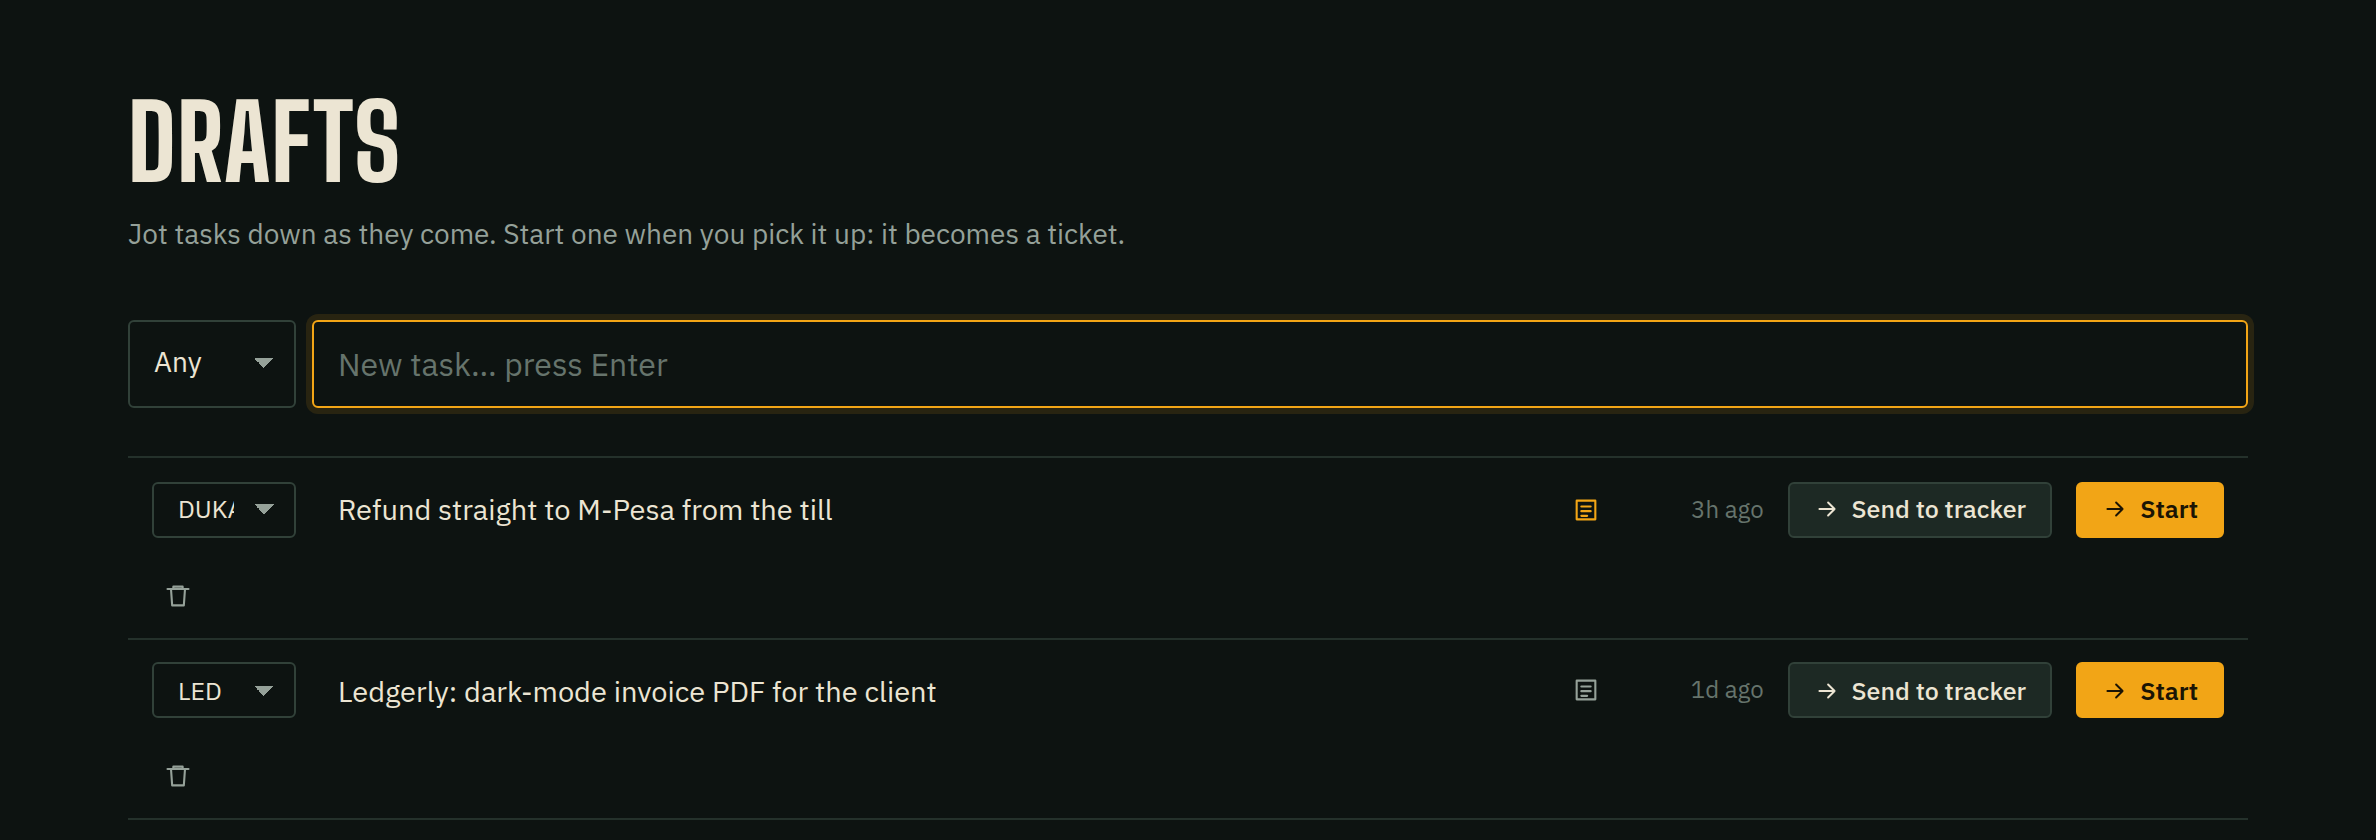 DRAFTS
Jot tasks down as they come. Start one when you pick it up: it becomes a ticket.
Any
New task... press Enter
DUKA Refund straight to M-Pesa from the till 3h ago → Send to tracker → Start
LED Ledgerly: dark-mode invoice PDF for the client 1d ago → Send to tracker → Start